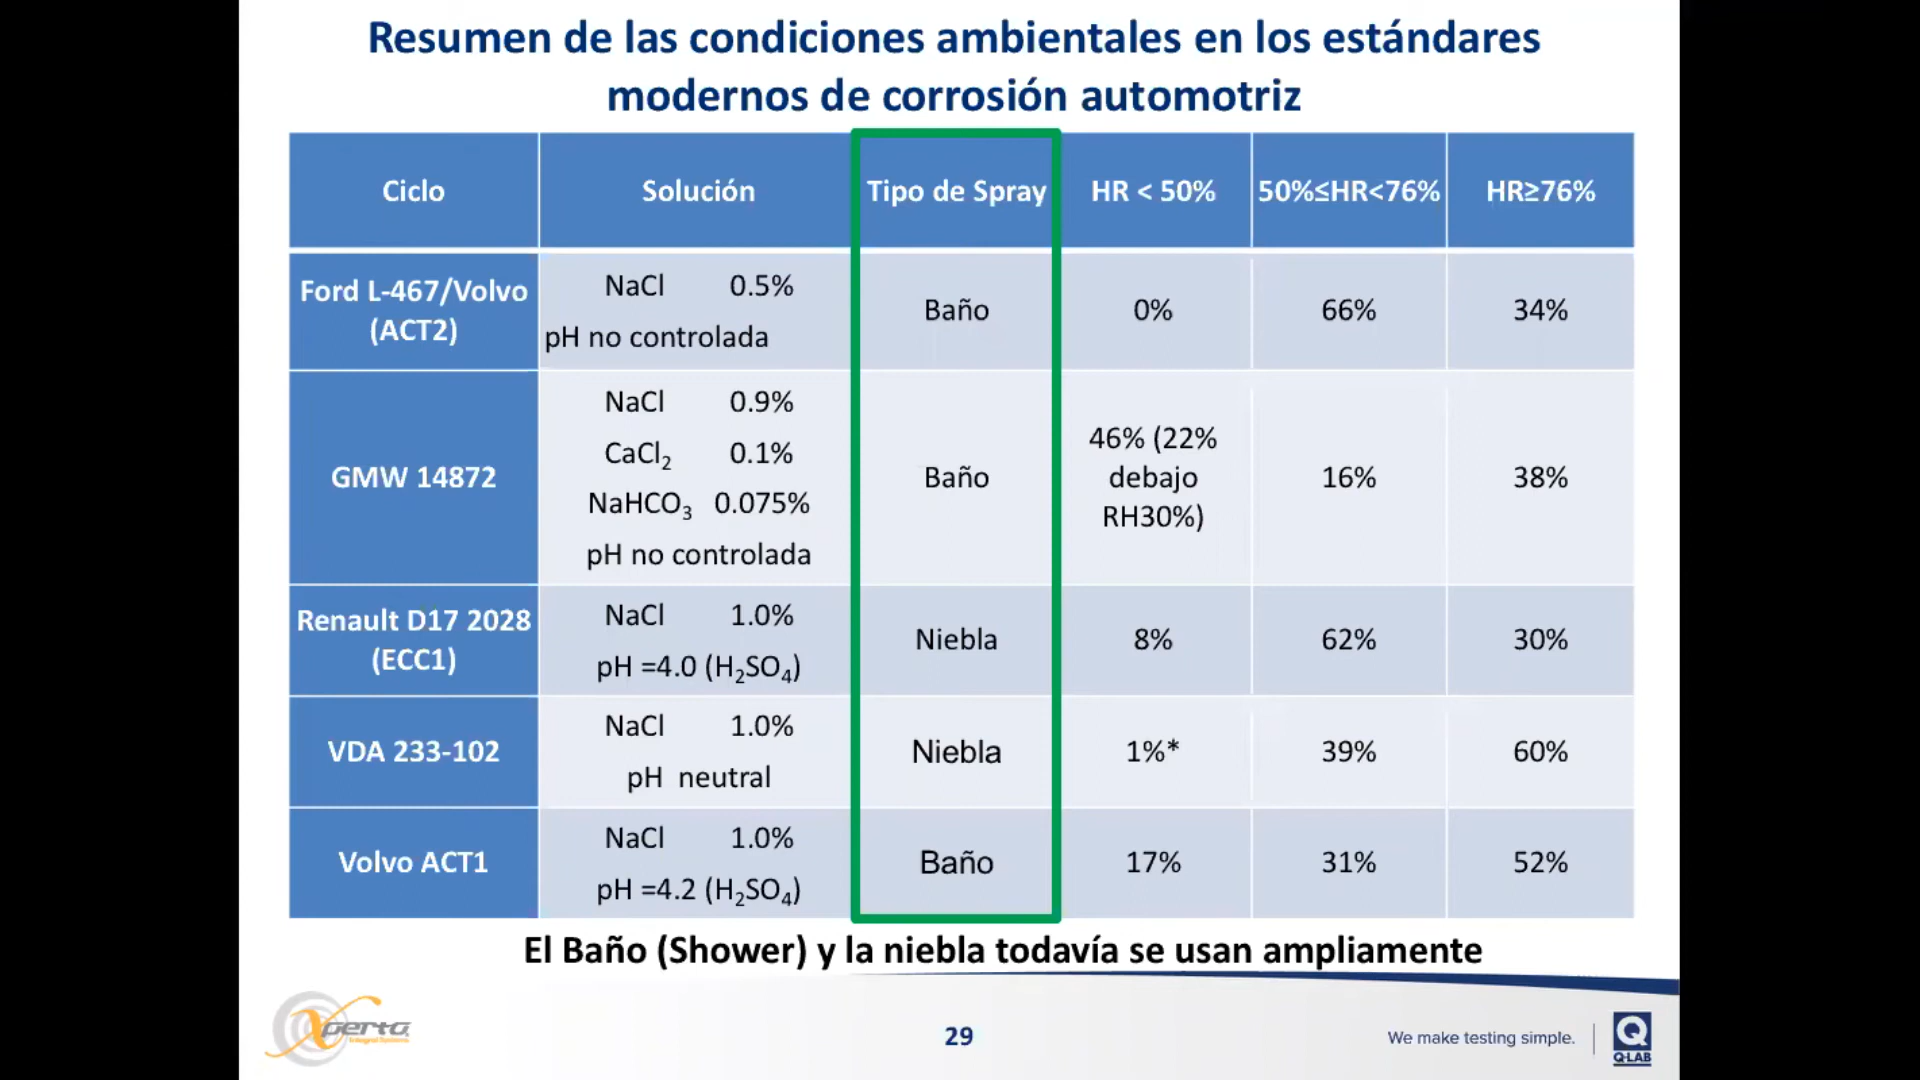 Resumen de las condiciones ambientales en los estándares
modernos de corrosión automotriz
Ciclo Solución Tipo de Spray HR < 50% 50%≤HR<76% HR≥76%
Ford L-467/Volvo
(ACT2)
NaCl 0.5%
pH no controlada
Baño 0% 66% 34%
GMW 14872
NaCl 0.9%
CaCl₂ 0.1%
NaHCO₃ 0.075%
pH no controlada
Baño
46% (22%
debajo
RH30%)
16% 38%
Renault D17 2028
(ECC1)
NaCl 1.0%
pH =4.0 (H₂SO₄)
Niebla 8% 62% 30%
VDA 233-102
NaCl 1.0%
pH neutral
Niebla 1%* 39% 60%
Volvo ACT1
NaCl 1.0%
pH =4.2 (H₂SO₄)
Baño 17% 31% 52%
El Baño (Shower) y la niebla todavía se usan ampliamente
Xperto
Integral Systems
29
We make testing simple.
Q-LAB